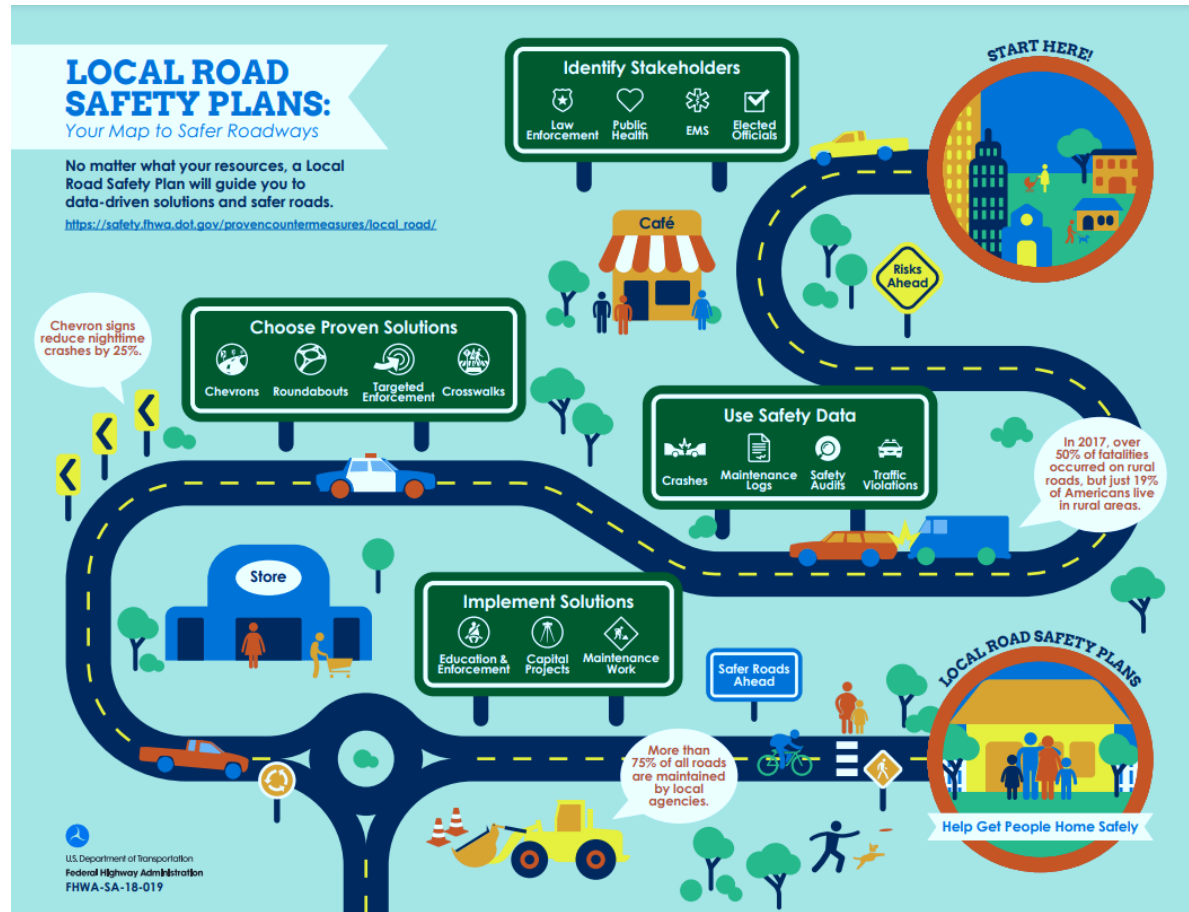 LOCAL ROAD
SAFETY PLANS:
Your Map to Safer Roadways
No matter what your resources, a Local
Road Safety Plan will guide you to
data-driven solutions and safer roads.
https://safety.fhwa.dot.gov/provencountermeasures/local_road/
START HERE!
Identify Stakeholders
Law
Enforcement
Public
Health
EMS
Elected
Officials
Café
Risks
Ahead
Use Safety Data
Crashes
Maintenance
Logs
Safety
Audits
Traffic
Violations
In 2017, over
50% of fatalities
occurred on rural
roads, but just 19%
of Americans live
in rural areas.
Choose Proven Solutions
Chevrons
Roundabouts
Targeted
Enforcement
Crosswalks
Chevron signs
reduce nighttime
crashes by 25%.
Store
Implement Solutions
Education &
Enforcement
Capital
Projects
Maintenance
Work
Safer Roads
Ahead
More than
75% of all roads
are maintained
by local
agencies.
LOCAL ROAD SAFETY PLANS
Help Get People Home Safely
U.S. Department of Transportation
Federal Highway Administration
FHWA-SA-18-019